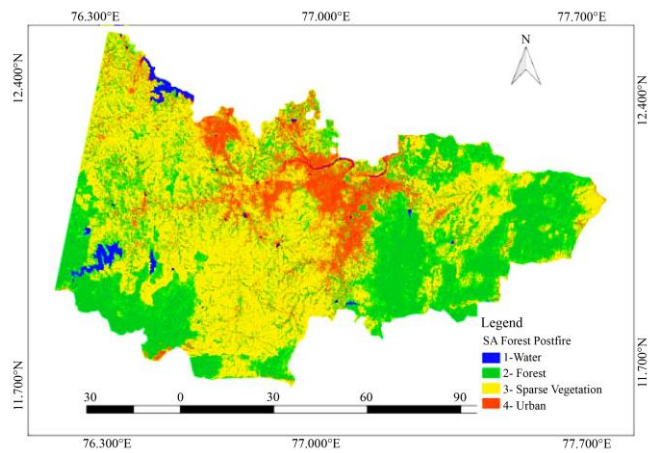 76.300°E 77.000°E 77.700°E
N
12.400°N 12.400°N
Legend
SA Forest Postfire
1-Water
2- Forest
3- Sparse Vegetation
4- Urban
11.700°N 11.700°N
30 0 30 60 90
76.300°E 77.000°E 77.700°E